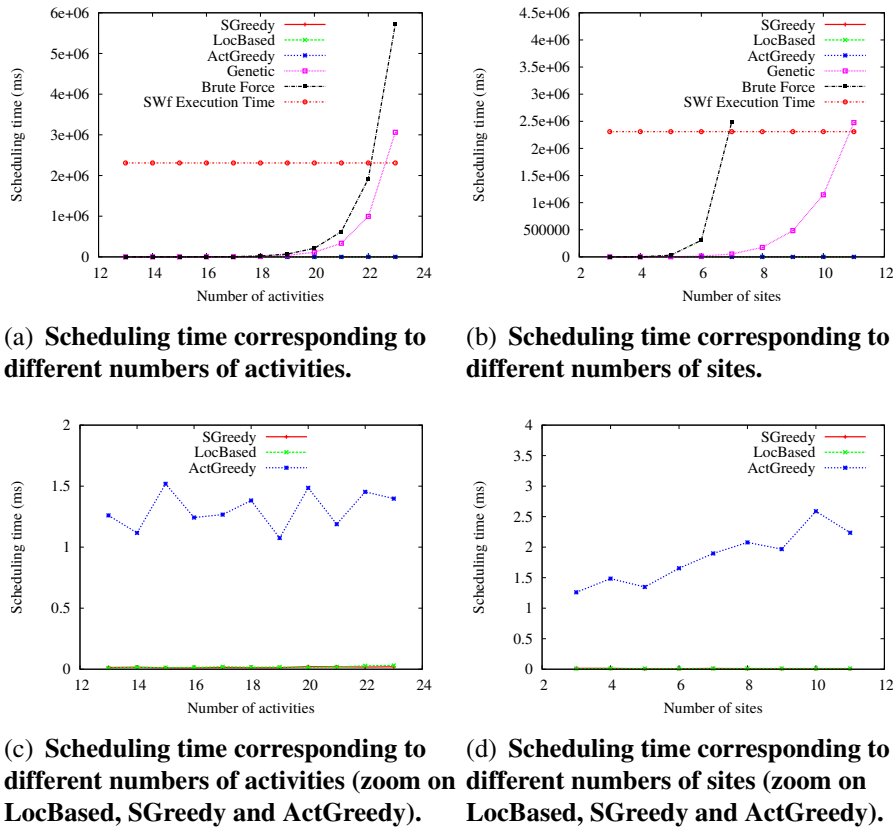 6e+06
5e+06
4e+06
3e+06
2e+06
1e+06
0
12 14 16 18 20 22 24
Scheduling time (ms)
Number of activities
SGreedy
LocBased
ActGreedy
Genetic
Brute Force
SWf Execution Time
4.5e+06
4e+06
3.5e+06
3e+06
2.5e+06
2e+06
1.5e+06
1e+06
500000
0
2 4 6 8 10 12
Scheduling time (ms)
Number of sites
SGreedy
LocBased
ActGreedy
Genetic
Brute Force
SWf Execution Time
(a) Scheduling time corresponding to
different numbers of activities.
(b) Scheduling time corresponding to
different numbers of sites.
2
1.5
1
0.5
0
12 14 16 18 20 22 24
Scheduling time (ms)
Number of activities
SGreedy
LocBased
ActGreedy
4
3.5
3
2.5
2
1.5
1
0.5
0
2 4 6 8 10 12
Scheduling time (ms)
Number of sites
SGreedy
LocBased
ActGreedy
(c) Scheduling time corresponding to
different numbers of activities (zoom on
LocBased, SGreedy and ActGreedy).
(d) Scheduling time corresponding to
different numbers of sites (zoom on
LocBased, SGreedy and ActGreedy).